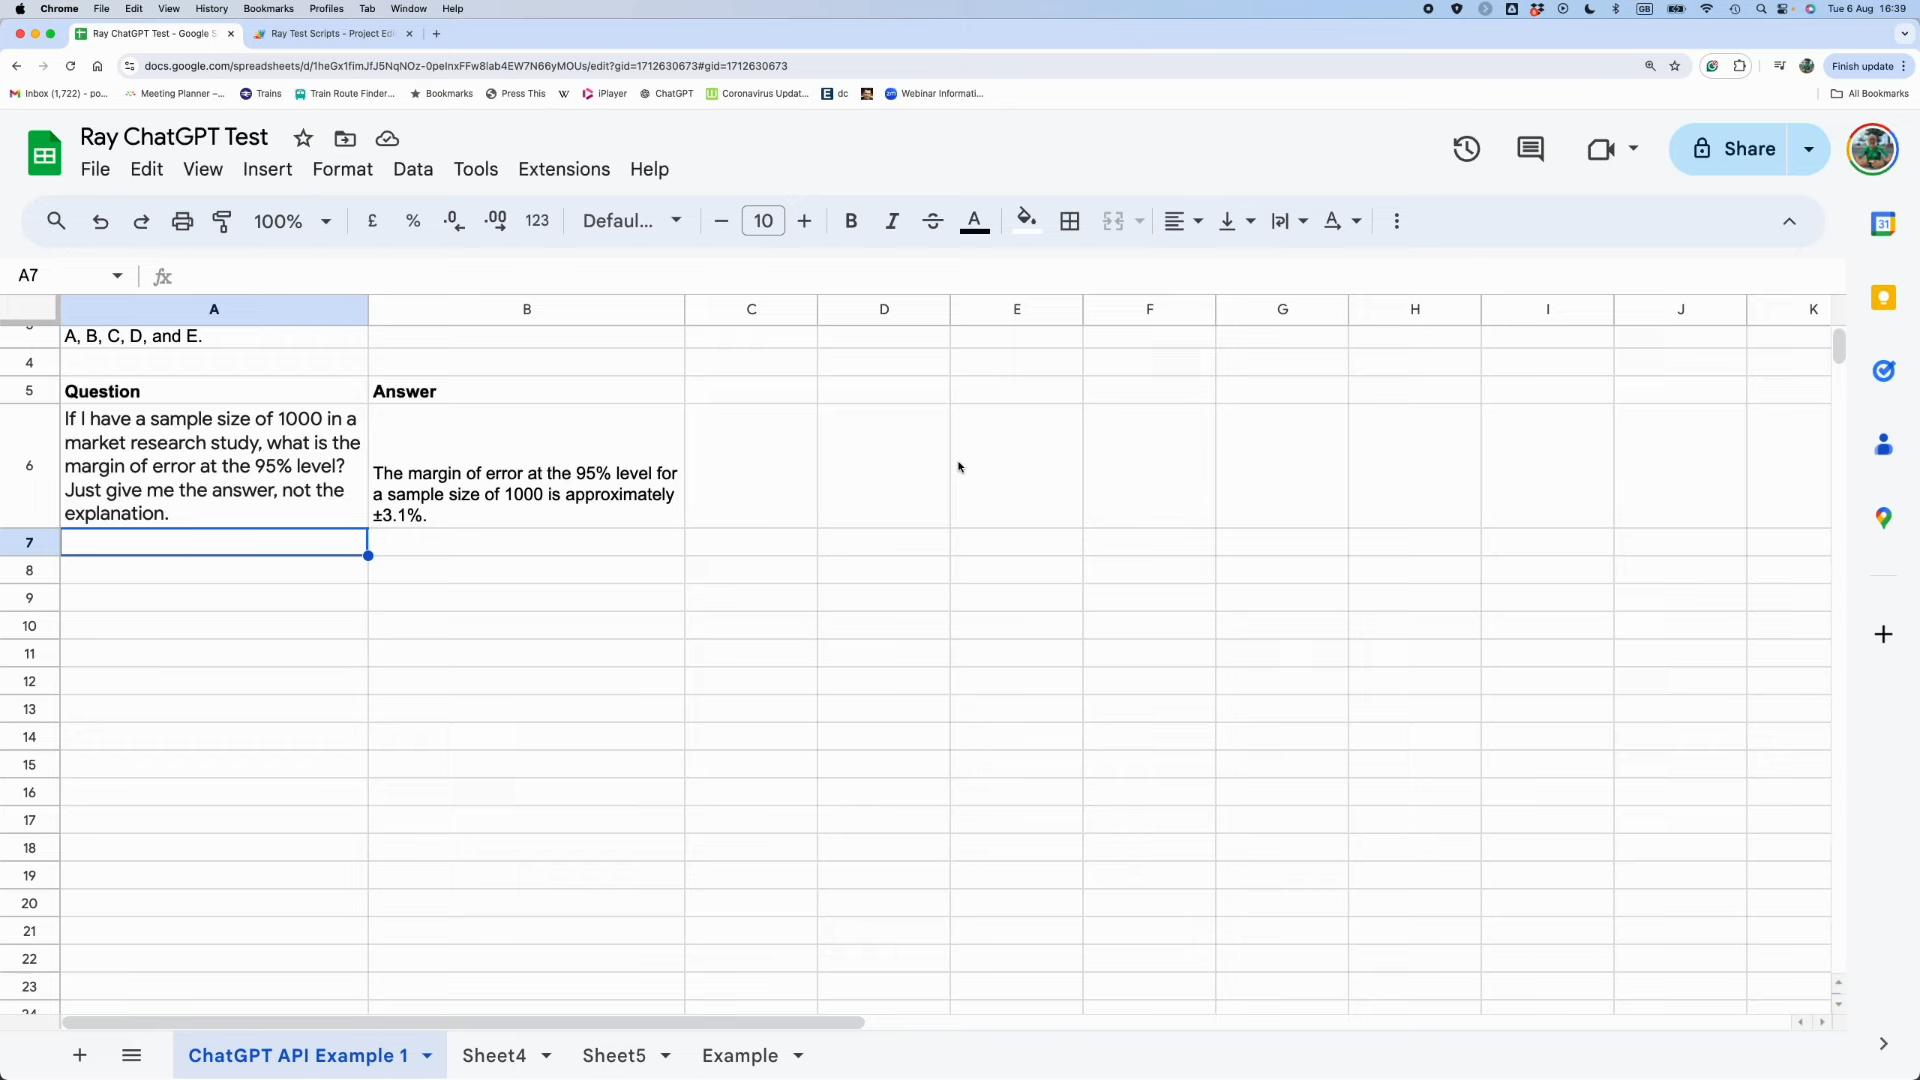 Chrome File Edit View History Bookmarks Profiles Tab Window Help
GB
Tue 6 Aug 16:39
Ray ChatGPT Test - Google S
Ray Test Scripts - Project Edi
docs.google.com/spreadsheets/d/1heGx1fimJfJ5NqNOz-0pelnxFFw8lab4EW7N66yMOUs/edit?gid=1712630673#gid=1712630673
Finish update
Inbox (1,722) - po... Meeting Planner –... Trains Train Route Finder... Bookmarks Press This W iPlayer ChatGPT Coronavirus Updat... E dc zm Webinar Informati...
All Bookmarks
Ray ChatGPT Test
File Edit View Insert Format Data Tools Extensions Help
Share
100% £ % .0 .00 123 Defaul... 10 B I A
31
A7 fx
A B C D E F G H I J K
A, B, C, D, and E.
4
5 Question Answer
6
If I have a sample size of 1000 in a
market research study, what is the
margin of error at the 95% level?
Just give me the answer, not the
explanation.
The margin of error at the 95% level for
a sample size of 1000 is approximately
±3.1%.
7
8
9
10
11
12
13
14
15
16
17
18
19
20
21
22
23
24
ChatGPT API Example 1 Sheet4 Sheet5 Example